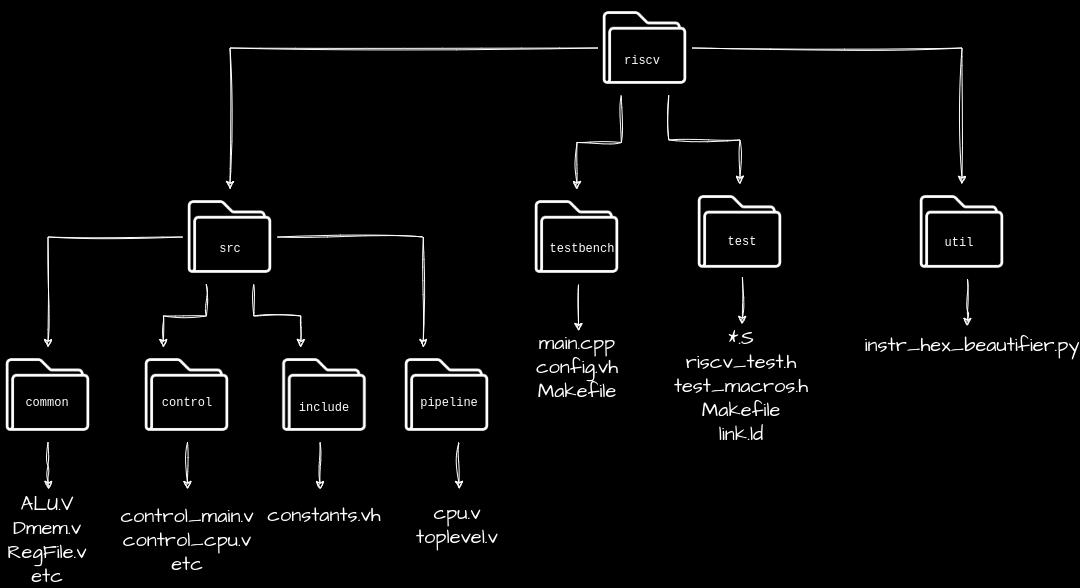 riscv
src
testbench
test
util
common
control
include
pipeline
main.cpp
config.vh
Makefile
*.S
riscv_test.h
test_macros.h
Makefile
link.ld
instr_hex_beautifier.py
ALU.V
Dmem.v
RegFile.v
etc
control_main.v
control_cpu.v
etc
constants.vh
cpu.v
toplevel.v